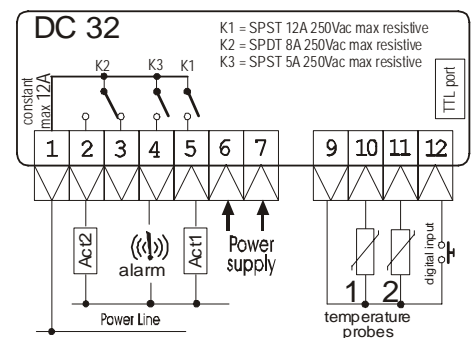 DC 32
K1 = SPST 12A 250Vac max resistive
K2 = SPDT 8A 250Vac max resistive
K3 = SPST 5A 250Vac max resistive
K2 K3 K1
constant
max 12A
TTL port
1 2 3 4 5 6 7 9 10 11 12
Act2
alarm
Act1
Power
supply
1 2
digital input
Power Line
temperature
probes